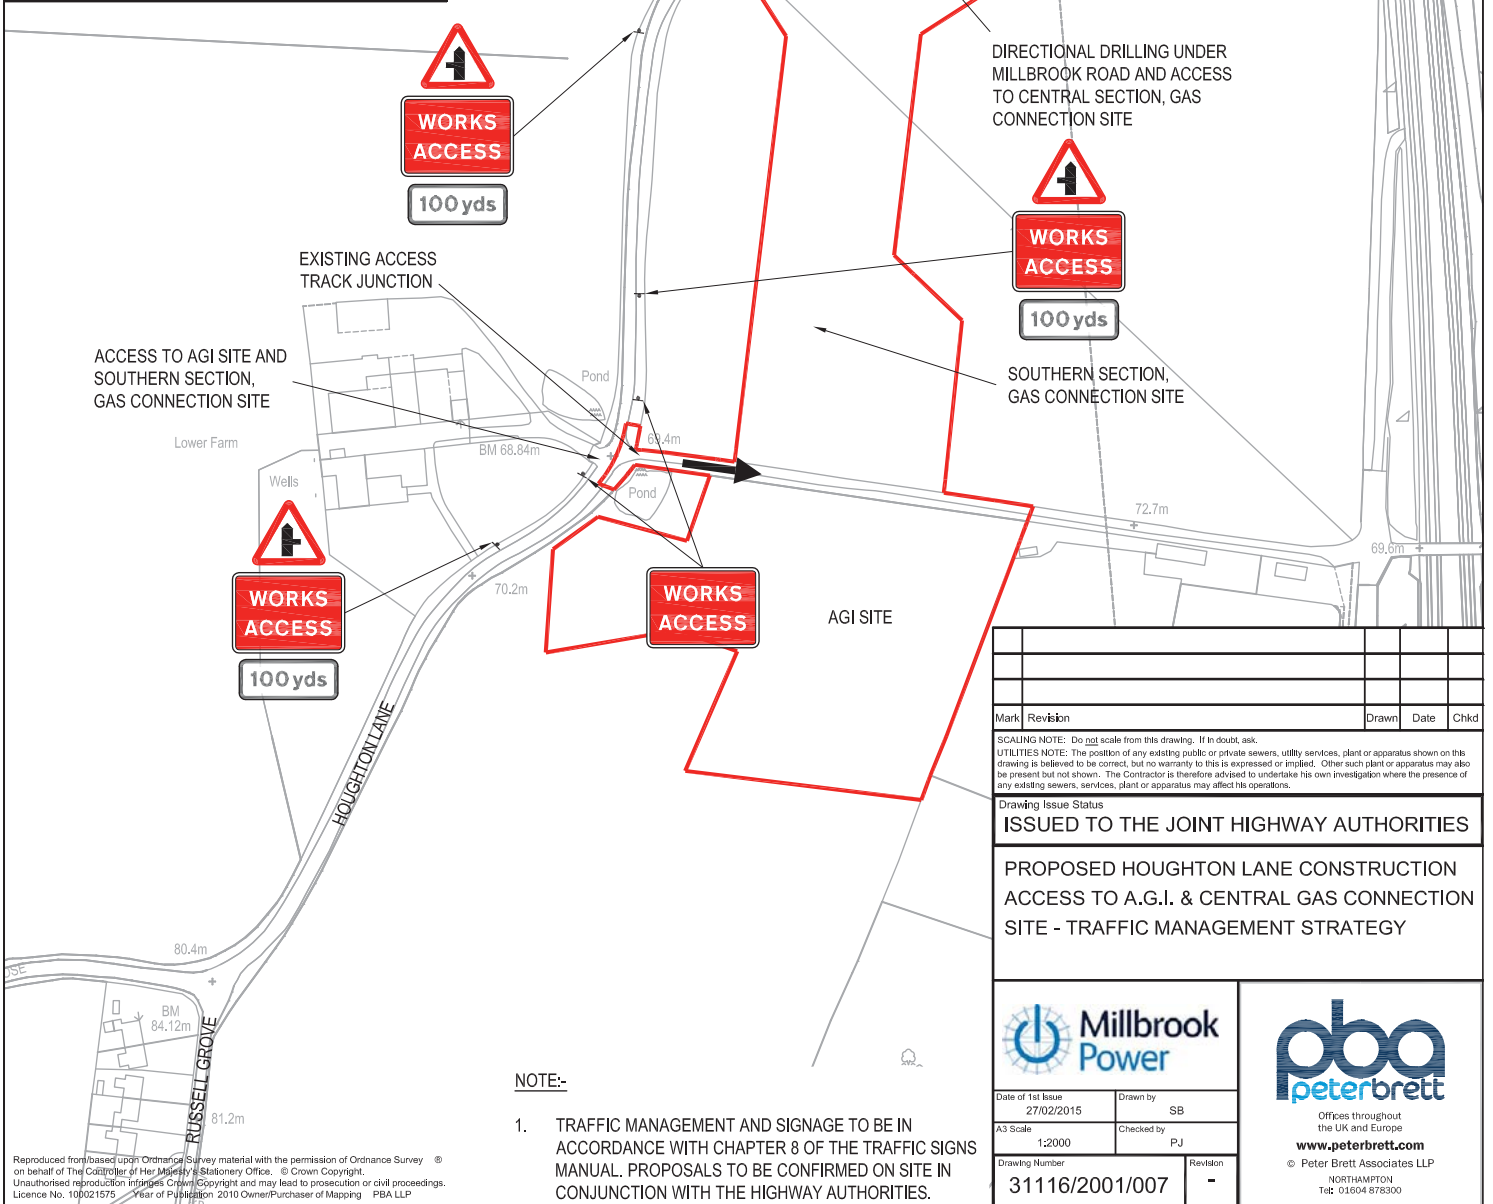 DIRECTIONAL DRILLING UNDER
MILLBROOK ROAD AND ACCESS
TO CENTRAL SECTION, GAS
CONNECTION SITE
WORKS
ACCESS
100 yds
WORKS
ACCESS
100 yds
EXISTING ACCESS
TRACK JUNCTION
ACCESS TO AGI SITE AND
SOUTHERN SECTION,
GAS CONNECTION SITE
SOUTHERN SECTION,
GAS CONNECTION SITE
Pond
Lower Farm
BM 68.84m
69.4m
Wells
Pond
72.7m
69.6m
70.2m
WORKS
ACCESS
100 yds
WORKS
ACCESS
AGI SITE
HOUGHTON LANE
80.4m
OSE
BM
84.12m
RUSSELL GROVE
81.2m
NOTE:-
1. TRAFFIC MANAGEMENT AND SIGNAGE TO BE IN
ACCORDANCE WITH CHAPTER 8 OF THE TRAFFIC SIGNS
MANUAL. PROPOSALS TO BE CONFIRMED ON SITE IN
CONJUNCTION WITH THE HIGHWAY AUTHORITIES.
Reproduced from/based upon Ordnance Survey material with the permission of Ordnance Survey ®
on behalf of The Controller of Her Majesty's Stationery Office. © Crown Copyright.
Unauthorised reproduction infringes Crown Copyright and may lead to prosecution or civil proceedings.
Licence No. 100021575 Year of Publication 2010 Owner/Purchaser of Mapping PBA LLP
Mark Revision Drawn Date Chkd
SCALING NOTE: Do not scale from this drawing. If in doubt, ask.
UTILITIES NOTE: The position of any existing public or private sewers, utility services, plant or apparatus shown on this
drawing is believed to be correct, but no warranty to this is expressed or implied. Other such plant or apparatus may also
be present but not shown. The Contractor is therefore advised to undertake his own investigation where the presence of
any existing sewers, services, plant or apparatus may affect his operations.
Drawing Issue Status
ISSUED TO THE JOINT HIGHWAY AUTHORITIES
PROPOSED HOUGHTON LANE CONSTRUCTION
ACCESS TO A.G.I. & CENTRAL GAS CONNECTION
SITE - TRAFFIC MANAGEMENT STRATEGY
Millbrook
Power
Date of 1st Issue
27/02/2015
Drawn by
SB
A3 Scale
1:2000
Checked by
PJ
Drawing Number
31116/2001/007
Revision
-
pba
peterbrett
Offices throughout
the UK and Europe
www.peterbrett.com
© Peter Brett Associates LLP
NORTHAMPTON
Tel: 01604 878300